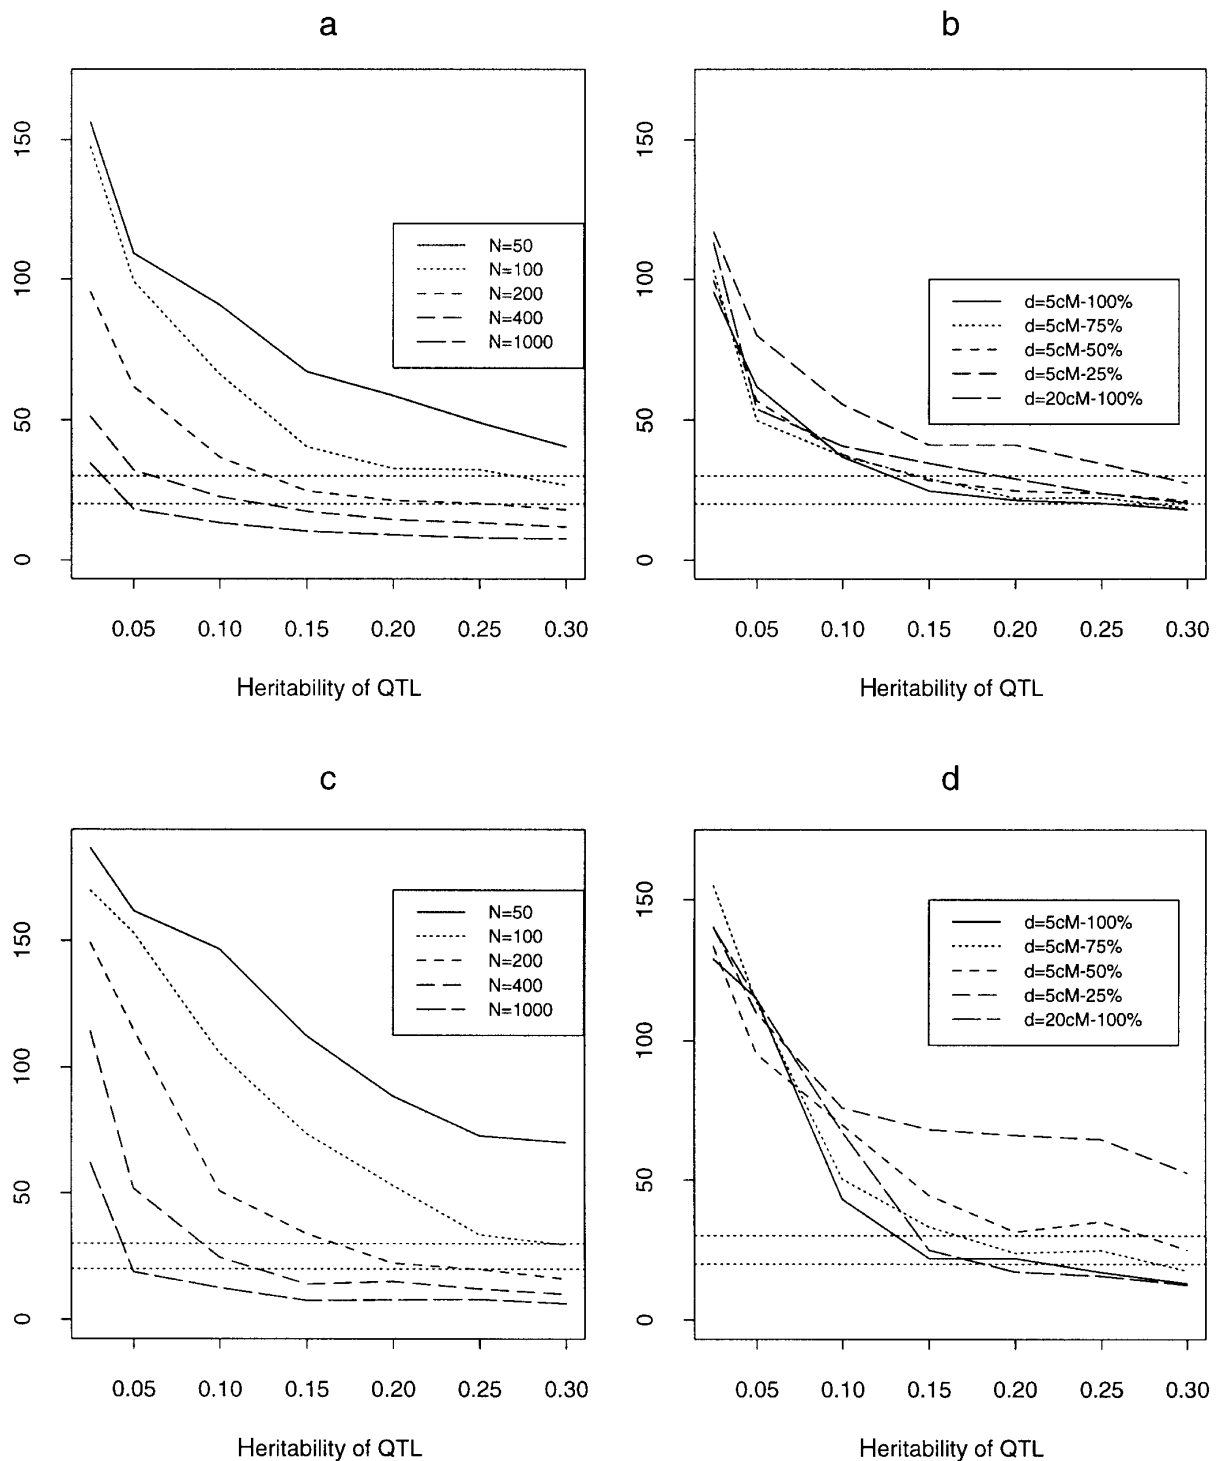 a
150
100
50
0
N=50
N=100
N=200
N=400
N=1000
0.05 0.10 0.15 0.20 0.25 0.30
Heritability of QTL
b
150
100
50
0
d=5cM-100%
d=5cM-75%
d=5cM-50%
d=5cM-25%
d=20cM-100%
0.05 0.10 0.15 0.20 0.25 0.30
Heritability of QTL
c
150
100
50
0
N=50
N=100
N=200
N=400
N=1000
0.05 0.10 0.15 0.20 0.25 0.30
Heritability of QTL
d
150
100
50
0
d=5cM-100%
d=5cM-75%
d=5cM-50%
d=5cM-25%
d=20cM-100%
0.05 0.10 0.15 0.20 0.25 0.30
Heritability of QTL